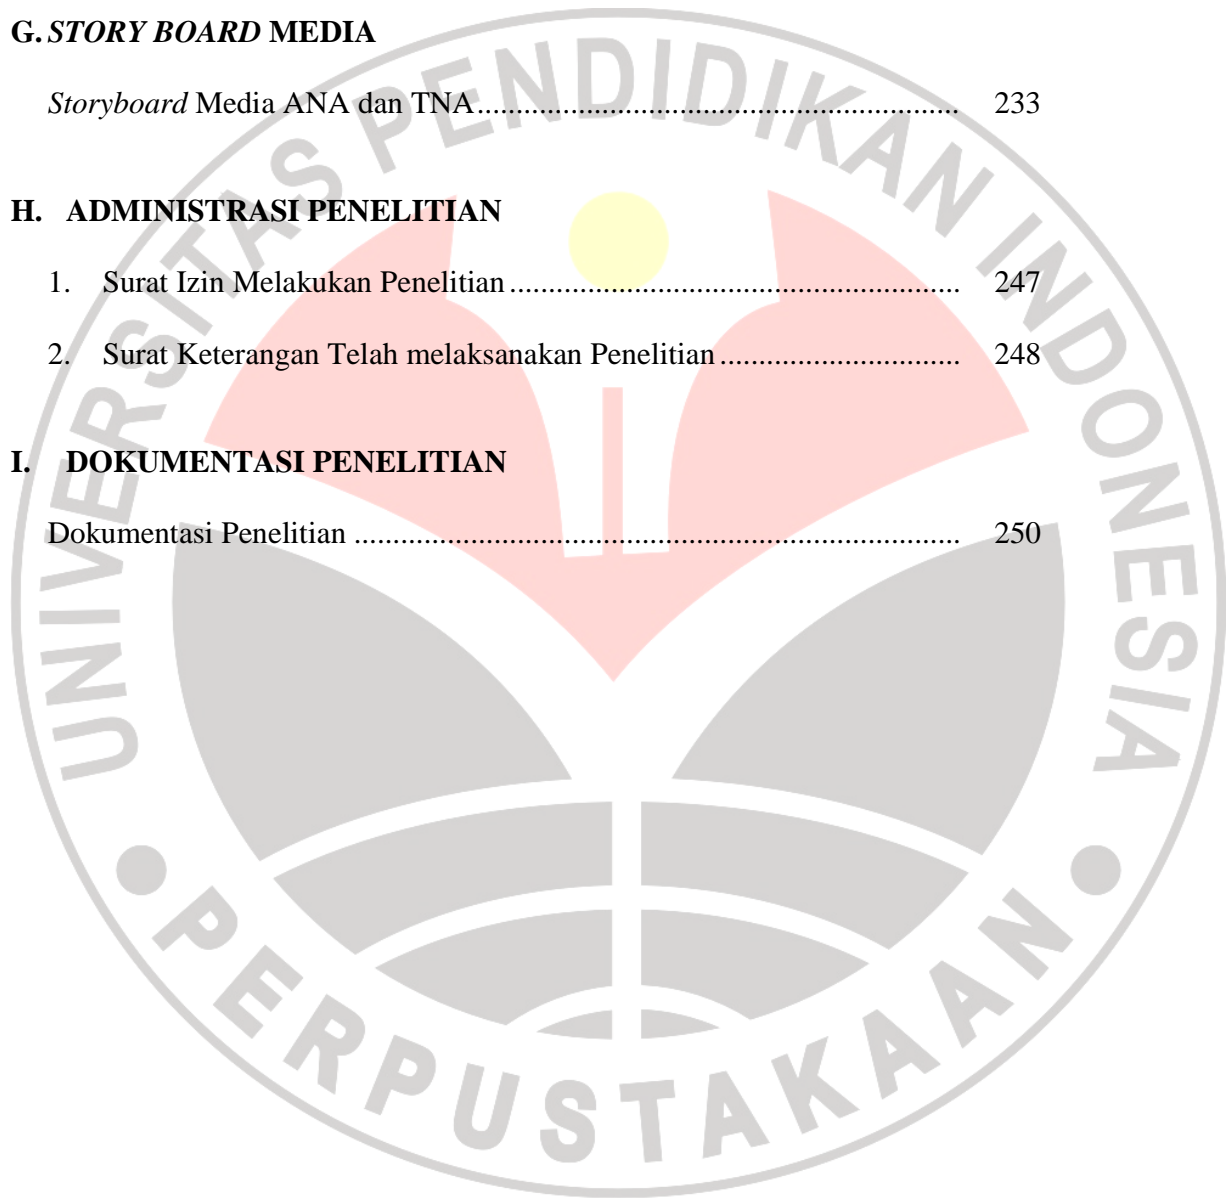 G. STORY BOARD MEDIA
Storyboard Media ANA dan TNA.............................................................. 233
H. ADMINISTRASI PENELITIAN
1. Surat Izin Melakukan Penelitian.......................................................... 247
2. Surat Keterangan Telah melaksanakan Penelitian............................... 248
I. DOKUMENTASI PENELITIAN
Dokumentasi Penelitian .............................................................................. 250
UNIVERSITAS PENDIDIKAN INDONESIA
PERPUSTAKAAN